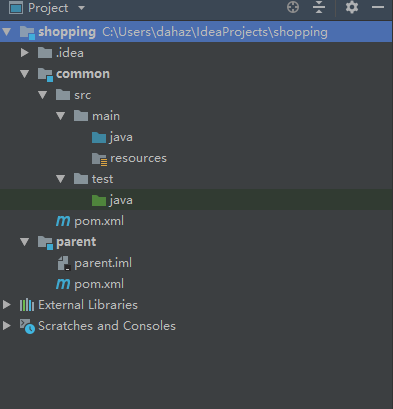 Project
shopping C:\Users\dahaz\IdeaProjects\shopping
.idea
common
src
main
java
resources
test
java
pom.xml
parent
parent.iml
pom.xml
External Libraries
Scratches and Consoles